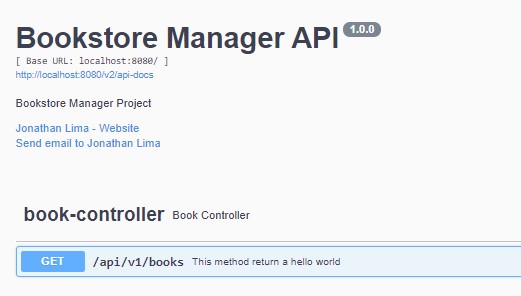 Bookstore Manager API 1.0.0
[ Base URL: localhost:8080/ ]
http://localhost:8080/v2/api-docs
Bookstore Manager Project
Jonathan Lima - Website
Send email to Jonathan Lima
book-controller Book Controller
GET /api/v1/books This method return a hello world